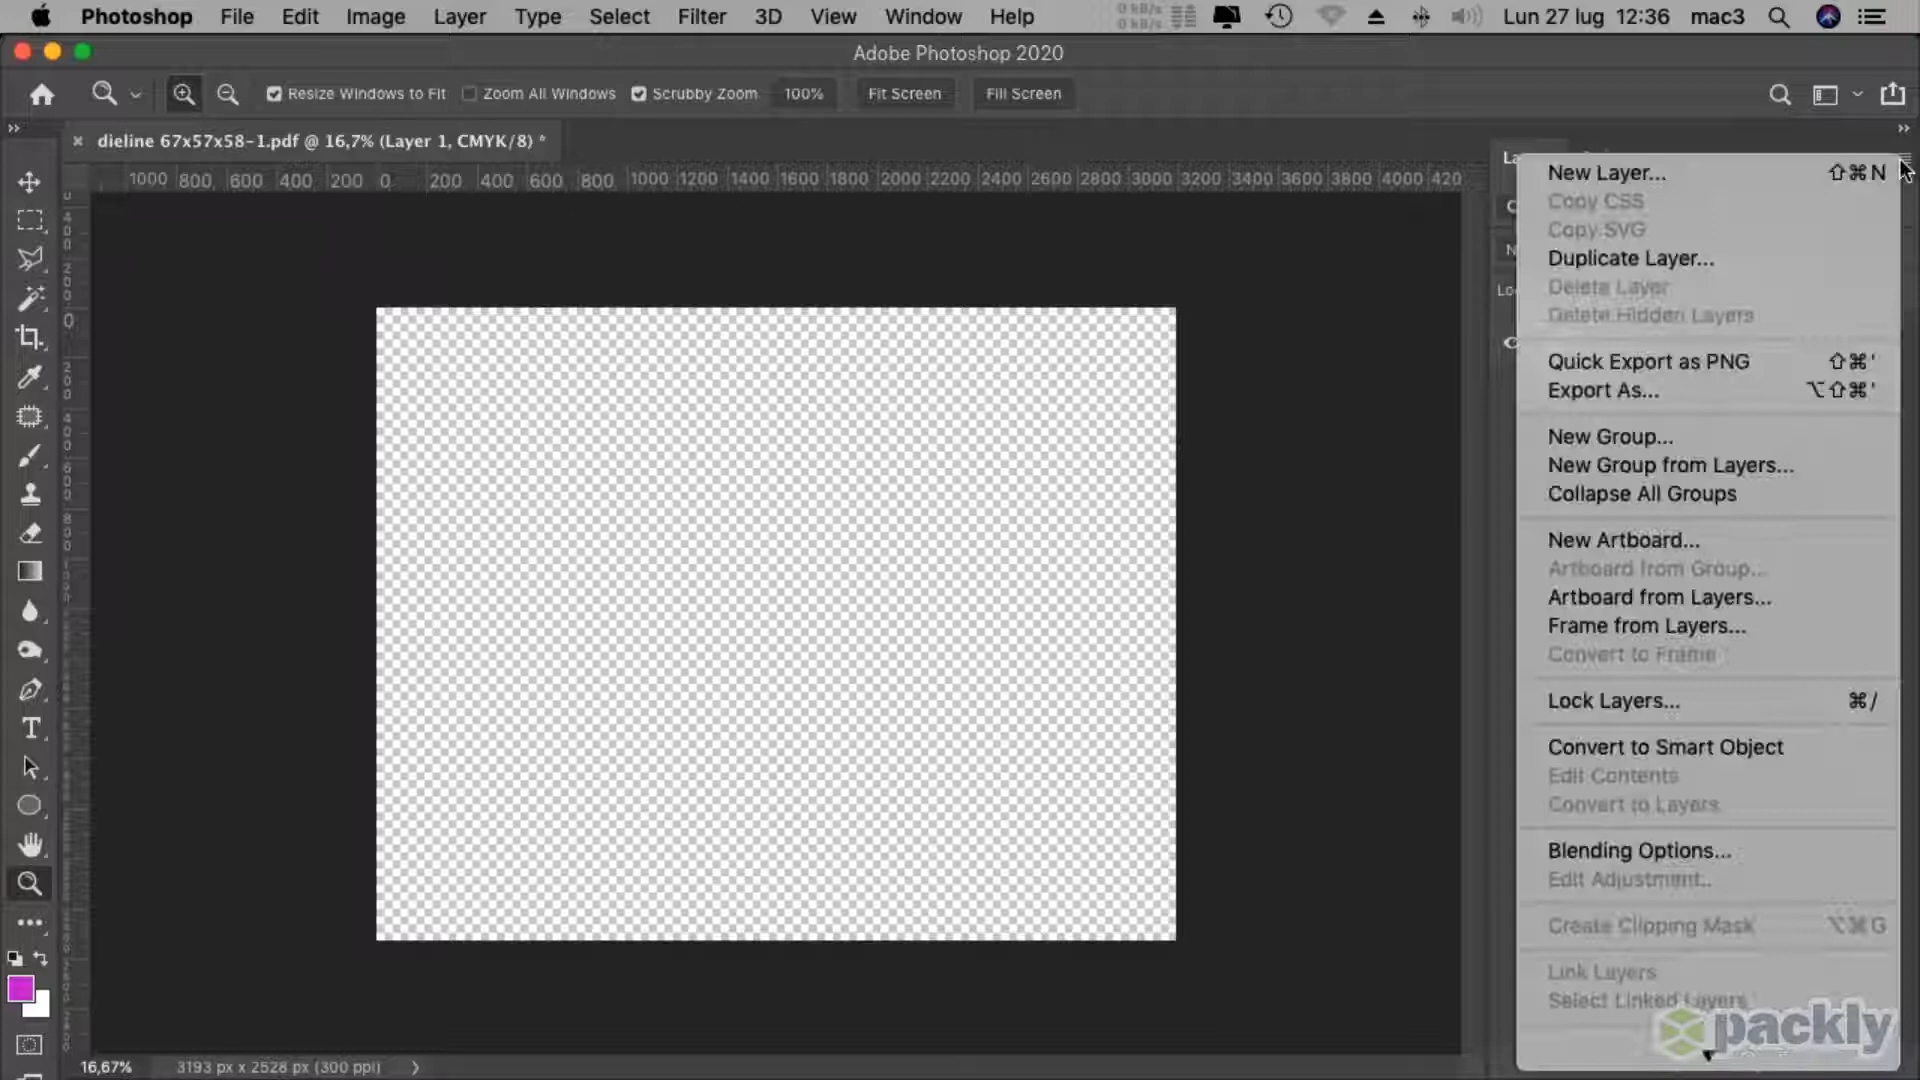 Photoshop File Edit Image Layer Type Select Filter 3D View Window Help 0 kB/s 0 kB/s Lun 27 lug 12:36 mac3
Adobe Photoshop 2020
Resize Windows to Fit Zoom All Windows Scrubby Zoom 100% Fit Screen Fill Screen
dieline 67x57x58-1.pdf @ 16,7% (Layer 1, CMYK/8) *
1000 800 600 400 200 0 200 400 600 800 1000 1200 1400 1600 1800 2000 2200 2400 2600 2800 3000 3200 3400 3600 3800 4000 420
New Layer... ⇧⌘N
Copy CSS
Copy SVG
Duplicate Layer...
Delete Layer
Delete Hidden Layers
Quick Export as PNG ⇧⌘'
Export As... ⌥⇧⌘'
New Group...
New Group from Layers...
Collapse All Groups
New Artboard...
Artboard from Group...
Artboard from Layers...
Frame from Layers...
Convert to Frame
Lock Layers... ⌘/
Convert to Smart Object
Edit Contents
Convert to Layers
Blending Options...
Edit Adjustment...
Create Clipping Mask ⌥⌘G
Link Layers
Select Linked Layers
packly
16,67% 3193 px x 2528 px (300 ppi)